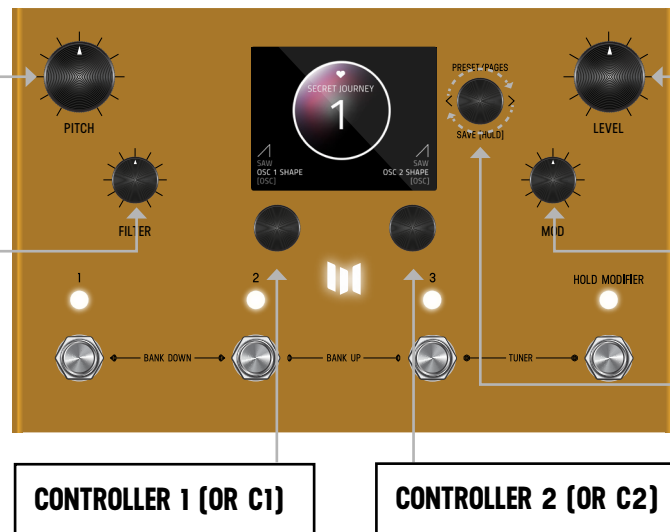 PRESET/PAGES
SECRET JOURNEY
1
PITCH
LEVEL
SAVE [HOLD]
SAW
OSC 1 SHAPE
[OSC]
SAW
OSC 2 SHAPE
[OSC]
FILTER
MOD
1
2
3
HOLD MODIFIER
BANK DOWN
BANK UP
TUNER
CONTROLLER 1 (OR C1)
CONTROLLER 2 (OR C2)